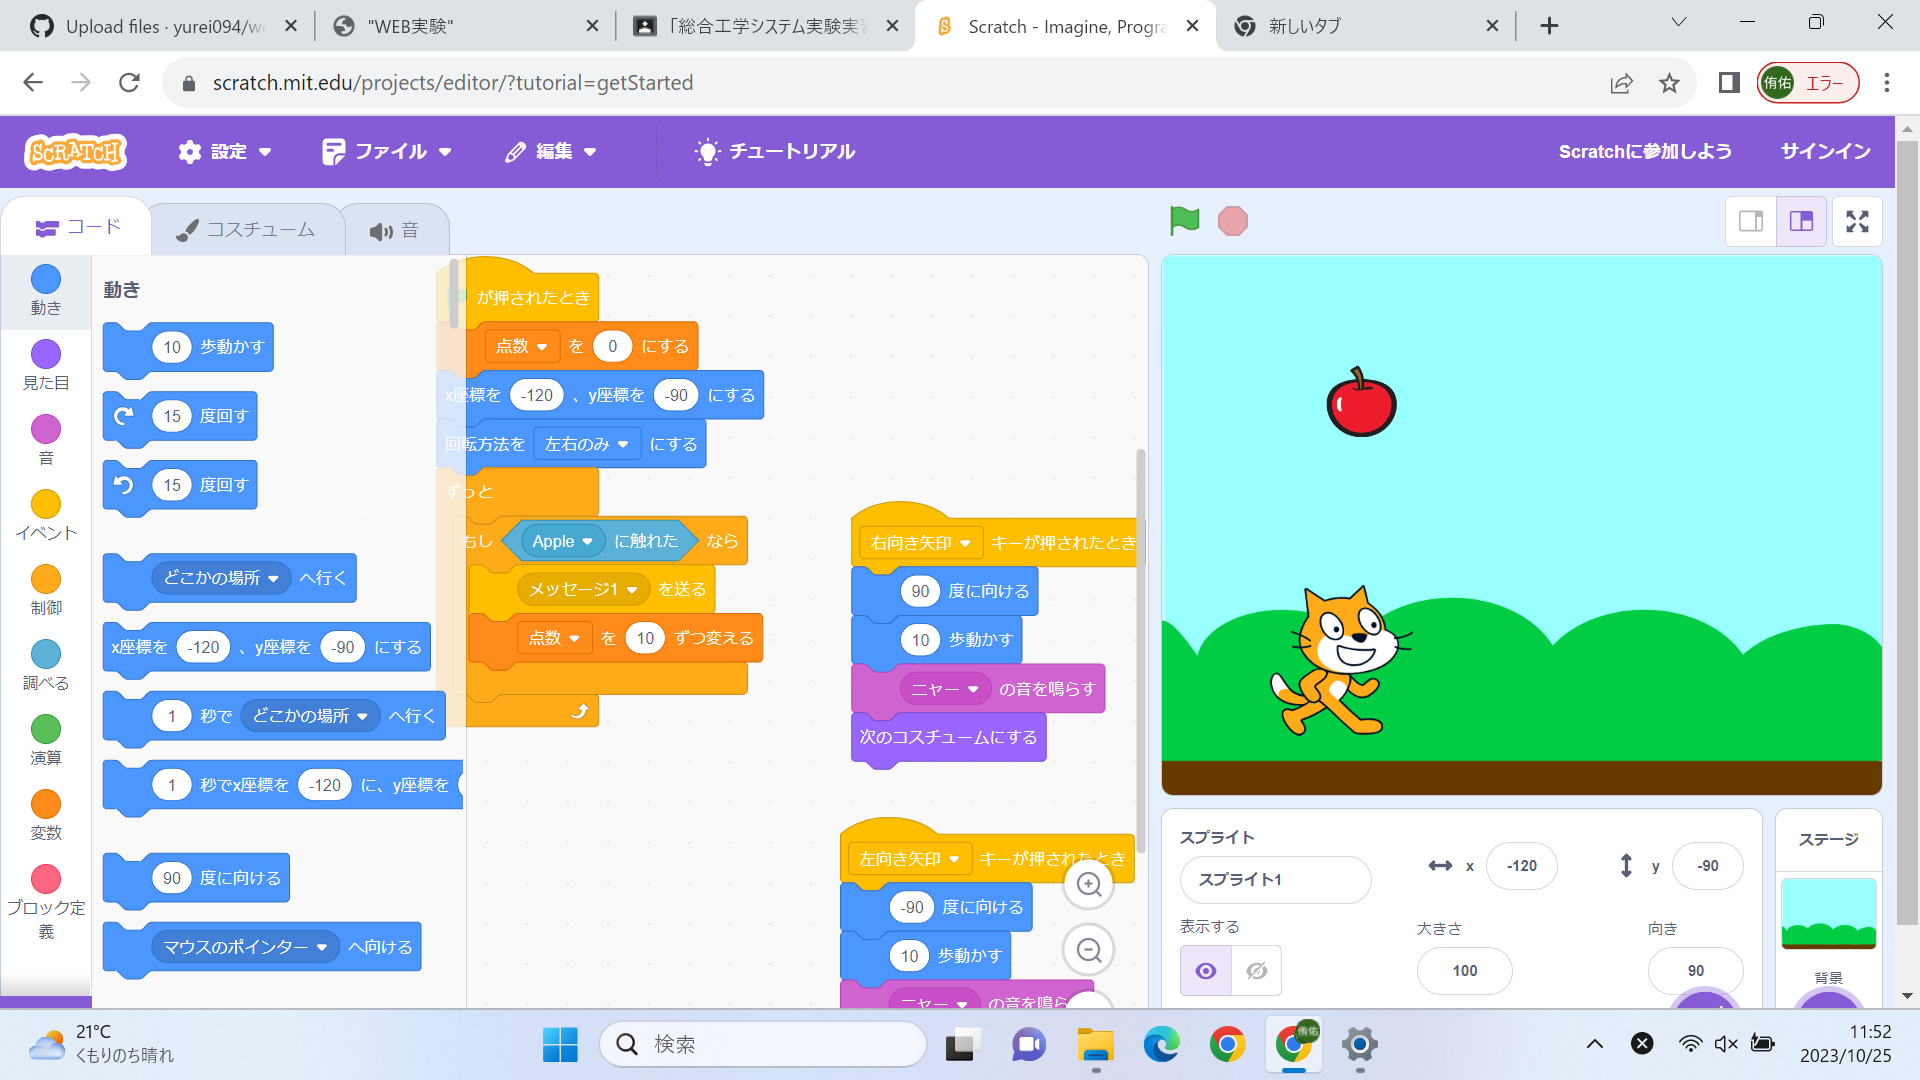 Upload files · yurei094/we
"WEB実験"
「総合工学システム実験実習
Scratch - Imagine, Progra
新しいタブ
scratch.mit.edu/projects/editor/?tutorial=getStarted
侑佑 エラー
SCRATCH
設定
ファイル
編集
チュートリアル
Scratchに参加しよう
サインイン
コード
コスチューム
音
動き
見た目
音
イベント
制御
調べる
演算
変数
ブロック定
義
動き
10 歩動かす
15 度回す
15 度回す
どこかの場所 へ行く
x座標を -120 、y座標を -90 にする
1 秒で どこかの場所 へ行く
1 秒でx座標を -120 に、y座標を
90 度に向ける
マウスのポインター へ向ける
が押されたとき
点数 を 0 にする
x座標を -120 、y座標を -90 にする
回転方法を 左右のみ にする
ずっと
もし Apple に触れた なら
メッセージ1 を送る
点数 を 10 ずつ変える
右向き矢印 キーが押されたとき
90 度に向ける
10 歩動かす
ニャー の音を鳴らす
次のコスチュームにする
左向き矢印 キーが押されたとき
-90 度に向ける
10 歩動かす
ニャー の音を鳴ら
スプライト
スプライト1
x -120
y -90
表示する
大きさ
100
向き
90
ステージ
背景
21°C
くもりのち晴れ
検索
侑佑
11:52
2023/10/25